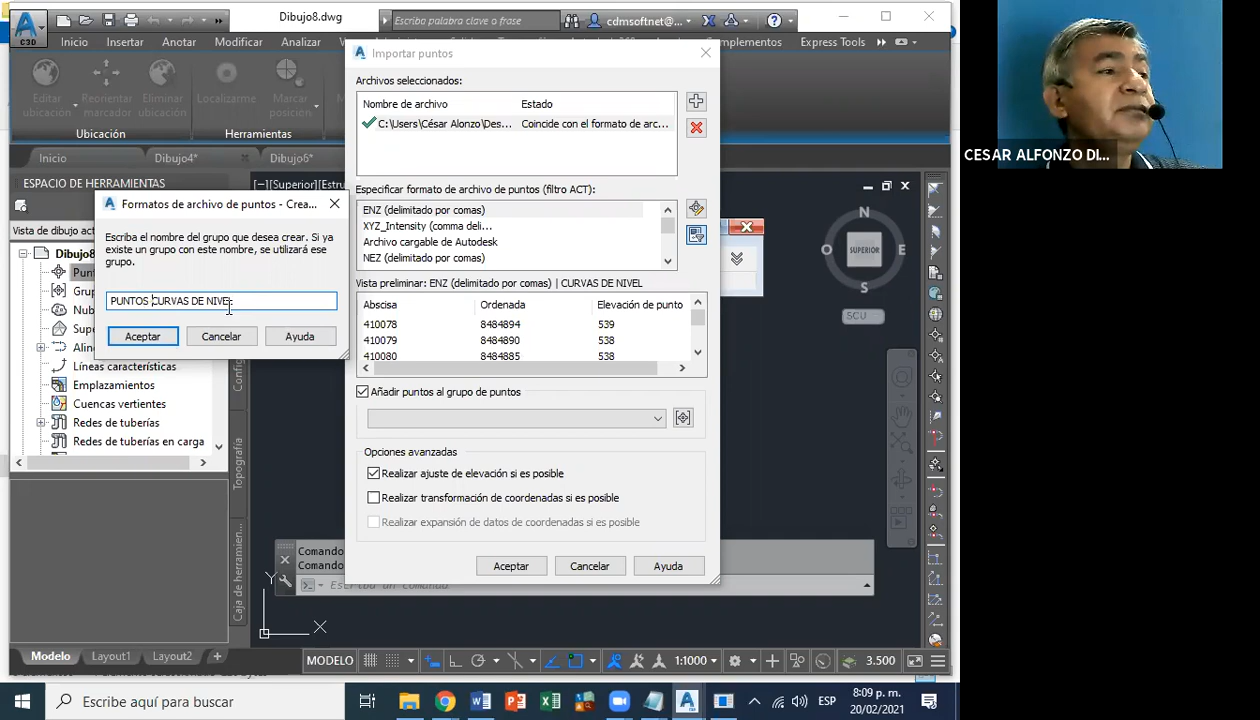 C3D
Dibujo8.dwg
Escriba palabra clave o frase
cdmsoftnet@...
Inicio
Insertar
Anotar
Modificar
Analizar
Complementos
Express Tools
Editar ubicación
Reorientar marcador
Eliminar ubicación
Localizarme
Marcar posición
Ubicación
Herramientas
Inicio
Dibujo4*
Dibujo6*
ESPACIO DE HERRAMIENTAS
[−][Superior][Estru
Vista de dibujo act
Dibujo8
Líneas características
Emplazamientos
Cuencas vertientes
Redes de tuberías
Redes de tuberías en carga
Topografía
Caja de herramien...
Formatos de archivo de puntos - Crea...
Escriba el nombre del grupo que desea crear. Si ya
existe un grupo con este nombre, se utilizará ese
grupo.
PUNTOS CURVAS DE NIVEL
Aceptar
Cancelar
Ayuda
Importar puntos
Archivos seleccionados:
Nombre de archivo
Estado
C:\Users\César Alonzo\Des...
Coincide con el formato de arc...
Especificar formato de archivo de puntos (filtro ACT):
ENZ (delimitado por comas)
XYZ_Intensity (comma deli...
Archivo cargable de Autodesk
NEZ (delimitado por comas)
Vista preliminar: ENZ (delimitado por comas) | CURVAS DE NIVEL
Abscisa
Ordenada
Elevación de punto
410078
8484894
539
410079
8484890
538
410080
8484885
538
Añadir puntos al grupo de puntos
Opciones avanzadas
Realizar ajuste de elevación si es posible
Realizar transformación de coordenadas si es posible
Realizar expansión de datos de coordenadas si es posible
Aceptar
Cancelar
Ayuda
N
O
SUPERIOR
E
S
SCU
Comando
Comando
Escriba un comando
Y
X
Modelo
Layout1
Layout2
MODELO
1:1000
3.500
Escribe aquí para buscar
ESP
8:09 p. m.
20/02/2021
CESAR ALFONZO DI...